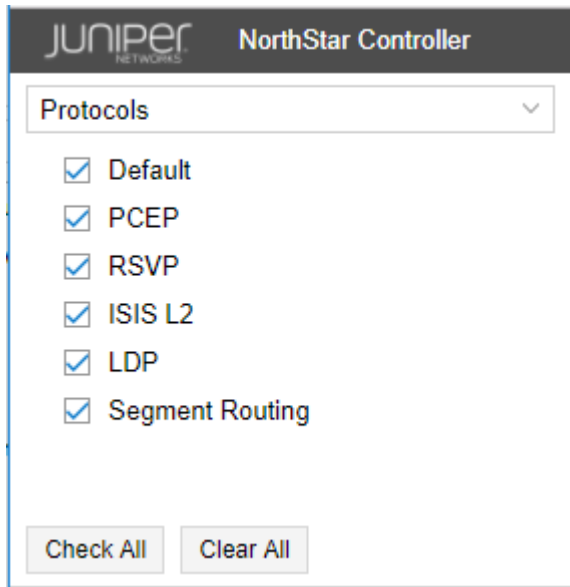 JUNIPER NETWORKS NorthStar Controller
Protocols
Default
PCEP
RSVP
ISIS L2
LDP
Segment Routing
Check All Clear All